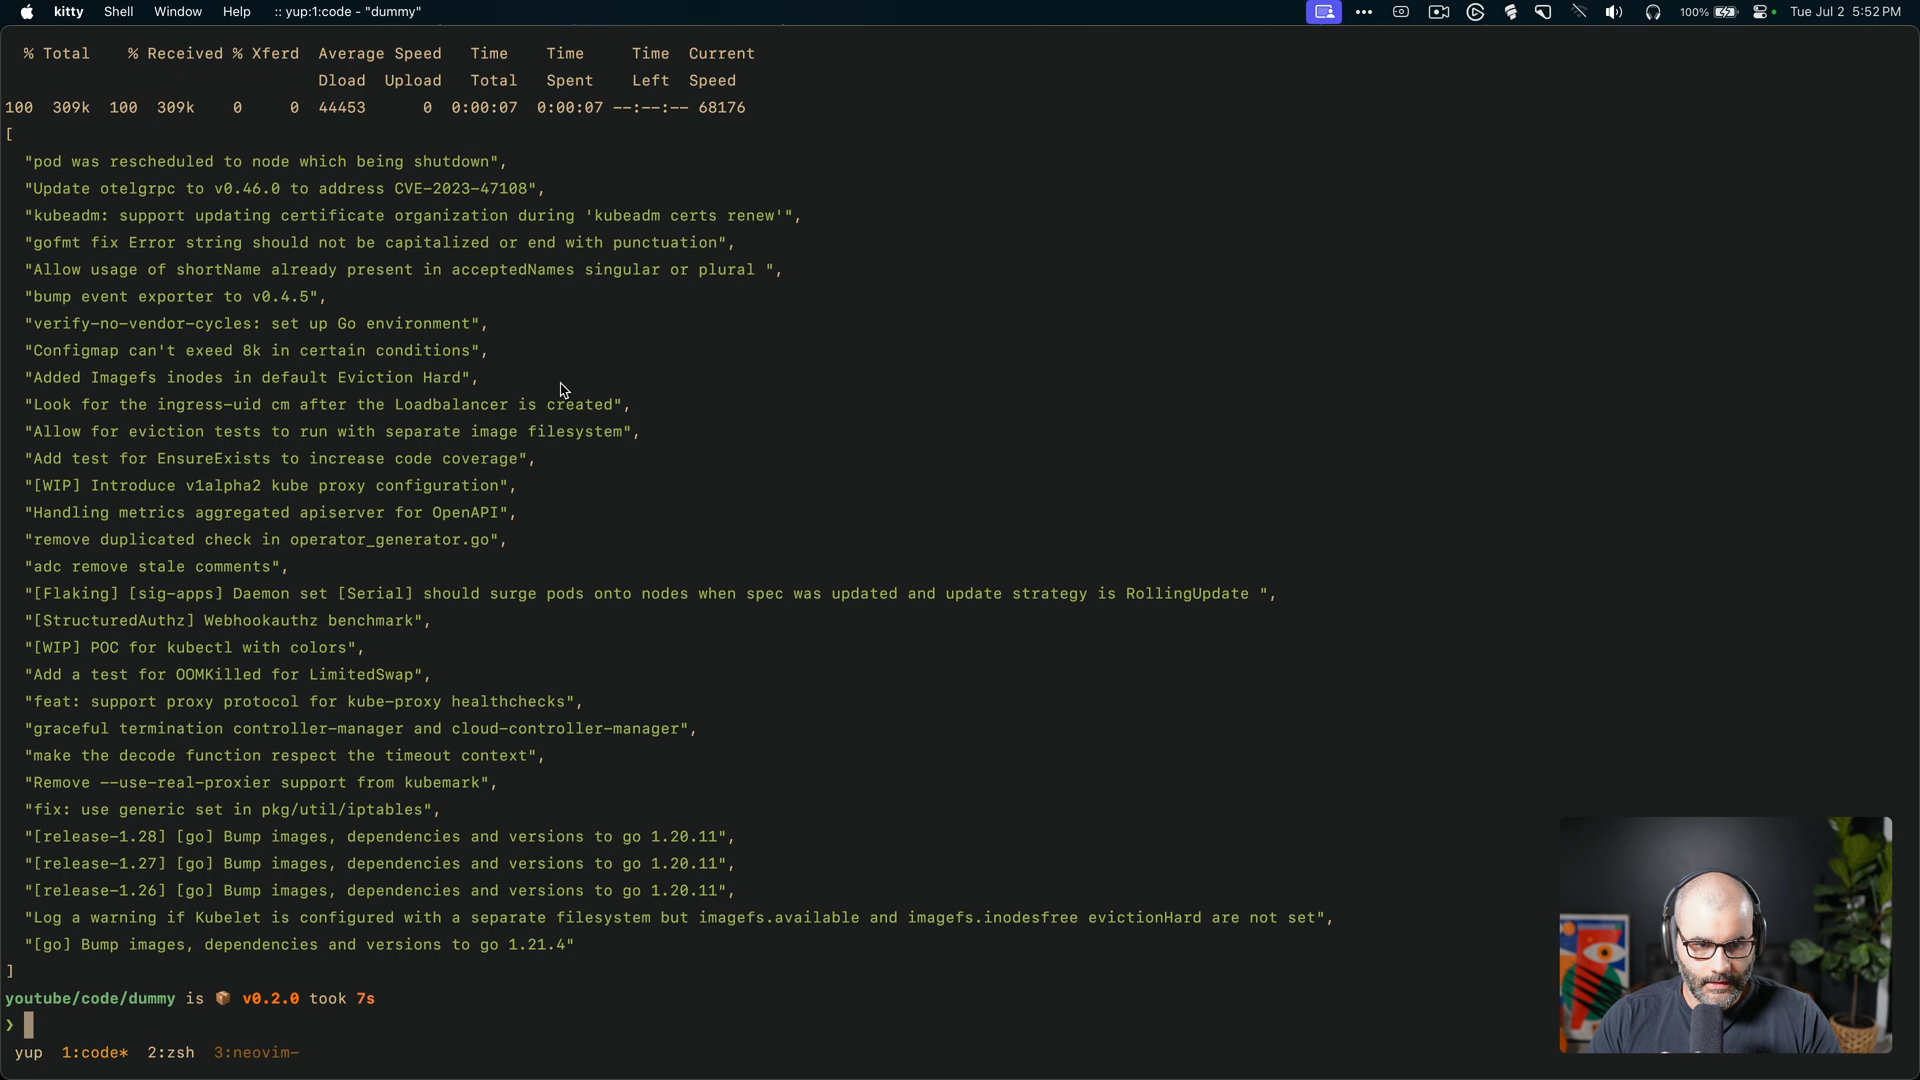 kitty Shell Window Help :: yup:1:code - "dummy" 100% Tue Jul 2 5:52 PM
% Total % Received % Xferd Average Speed Time Time Time Current
Dload Upload Total Spent Left Speed
100 309k 100 309k 0 0 44453 0 0:00:07 0:00:07 --:--:-- 68176
[
"pod was rescheduled to node which being shutdown",
"Update otelgrpc to v0.46.0 to address CVE-2023-47108",
"kubeadm: support updating certificate organization during 'kubeadm certs renew'",
"gofmt fix Error string should not be capitalized or end with punctuation",
"Allow usage of shortName already present in acceptedNames singular or plural ",
"bump event exporter to v0.4.5",
"verify-no-vendor-cycles: set up Go environment",
"Configmap can't exeed 8k in certain conditions",
"Added Imagefs inodes in default Eviction Hard",
"Look for the ingress-uid cm after the Loadbalancer is created",
"Allow for eviction tests to run with separate image filesystem",
"Add test for EnsureExists to increase code coverage",
"[WIP] Introduce v1alpha2 kube proxy configuration",
"Handling metrics aggregated apiserver for OpenAPI",
"remove duplicated check in operator_generator.go",
"adc remove stale comments",
"[Flaking] [sig-apps] Daemon set [Serial] should surge pods onto nodes when spec was updated and update strategy is RollingUpdate ",
"[StructuredAuthz] Webhookauthz benchmark",
"[WIP] POC for kubectl with colors",
"Add a test for OOMKilled for LimitedSwap",
"feat: support proxy protocol for kube-proxy healthchecks",
"graceful termination controller-manager and cloud-controller-manager",
"make the decode function respect the timeout context",
"Remove --use-real-proxier support from kubemark",
"fix: use generic set in pkg/util/iptables",
"[release-1.28] [go] Bump images, dependencies and versions to go 1.20.11",
"[release-1.27] [go] Bump images, dependencies and versions to go 1.20.11",
"[release-1.26] [go] Bump images, dependencies and versions to go 1.20.11",
"Log a warning if Kubelet is configured with a separate filesystem but imagefs.available and imagefs.inodesfree evictionHard are not set",
"[go] Bump images, dependencies and versions to go 1.21.4"
]
youtube/code/dummy is 📦 v0.2.0 took 7s
❯
yup 1:code* 2:zsh 3:neovim-